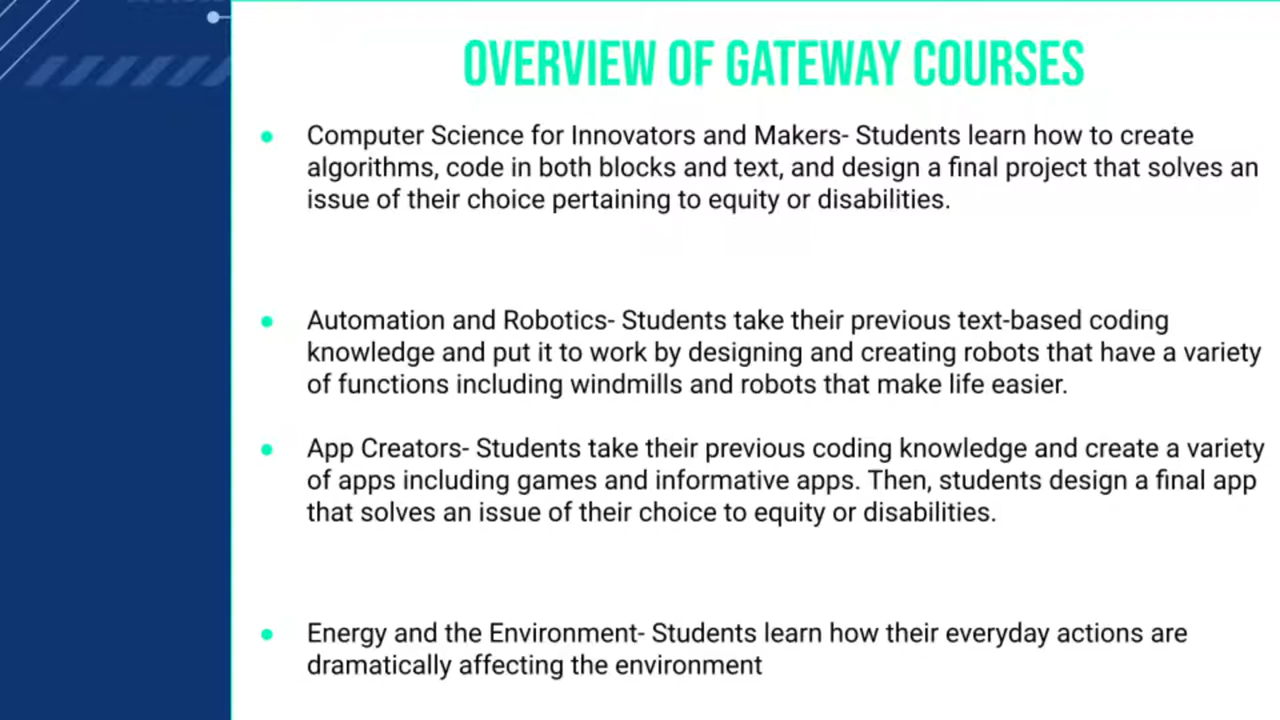 OVERVIEW OF GATEWAY COURSES
Computer Science for Innovators and Makers- Students learn how to create
algorithms, code in both blocks and text, and design a final project that solves an
issue of their choice pertaining to equity or disabilities.
Automation and Robotics- Students take their previous text-based coding
knowledge and put it to work by designing and creating robots that have a variety
of functions including windmills and robots that make life easier.
App Creators- Students take their previous coding knowledge and create a variety
of apps including games and informative apps. Then, students design a final app
that solves an issue of their choice to equity or disabilities.
Energy and the Environment- Students learn how their everyday actions are
dramatically affecting the environment